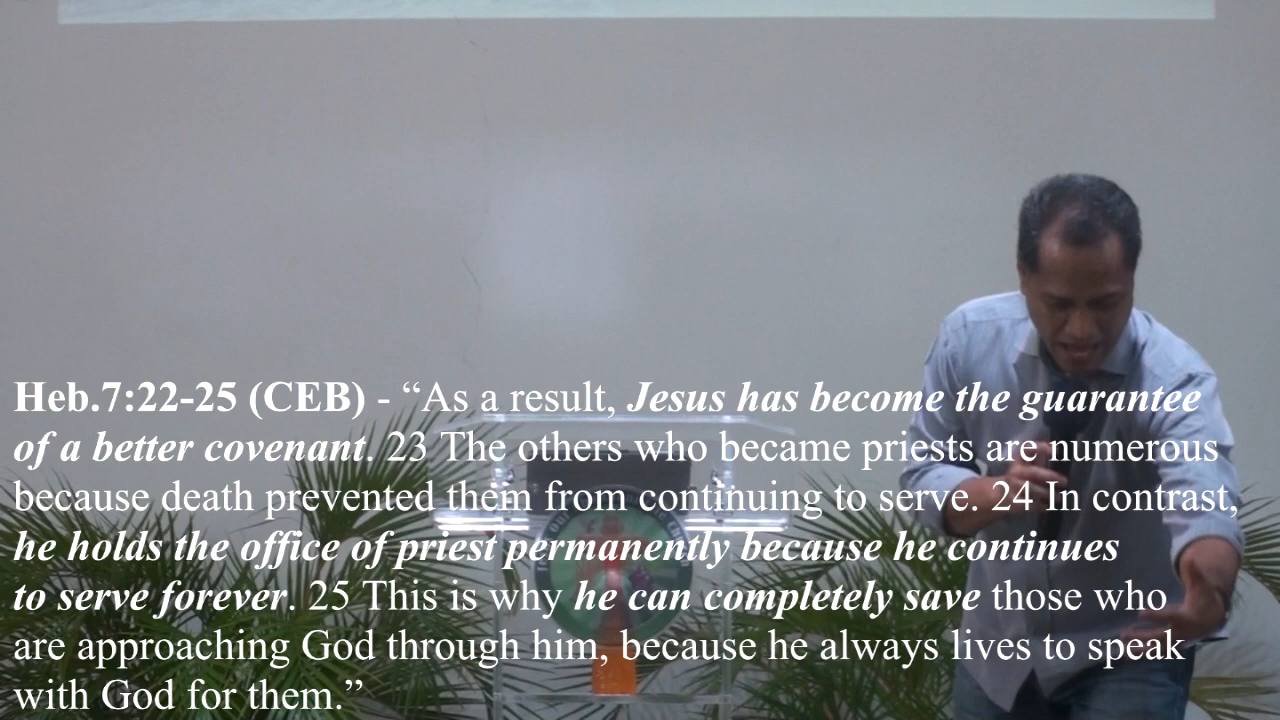 Heb.7:22-25 (CEB) - “As a result, Jesus has become the guarantee
of a better covenant. 23 The others who became priests are numerous
because death prevented them from continuing to serve. 24 In contrast,
he holds the office of priest permanently because he continues
to serve forever. 25 This is why he can completely save those who
are approaching God through him, because he always lives to speak
with God for them.”